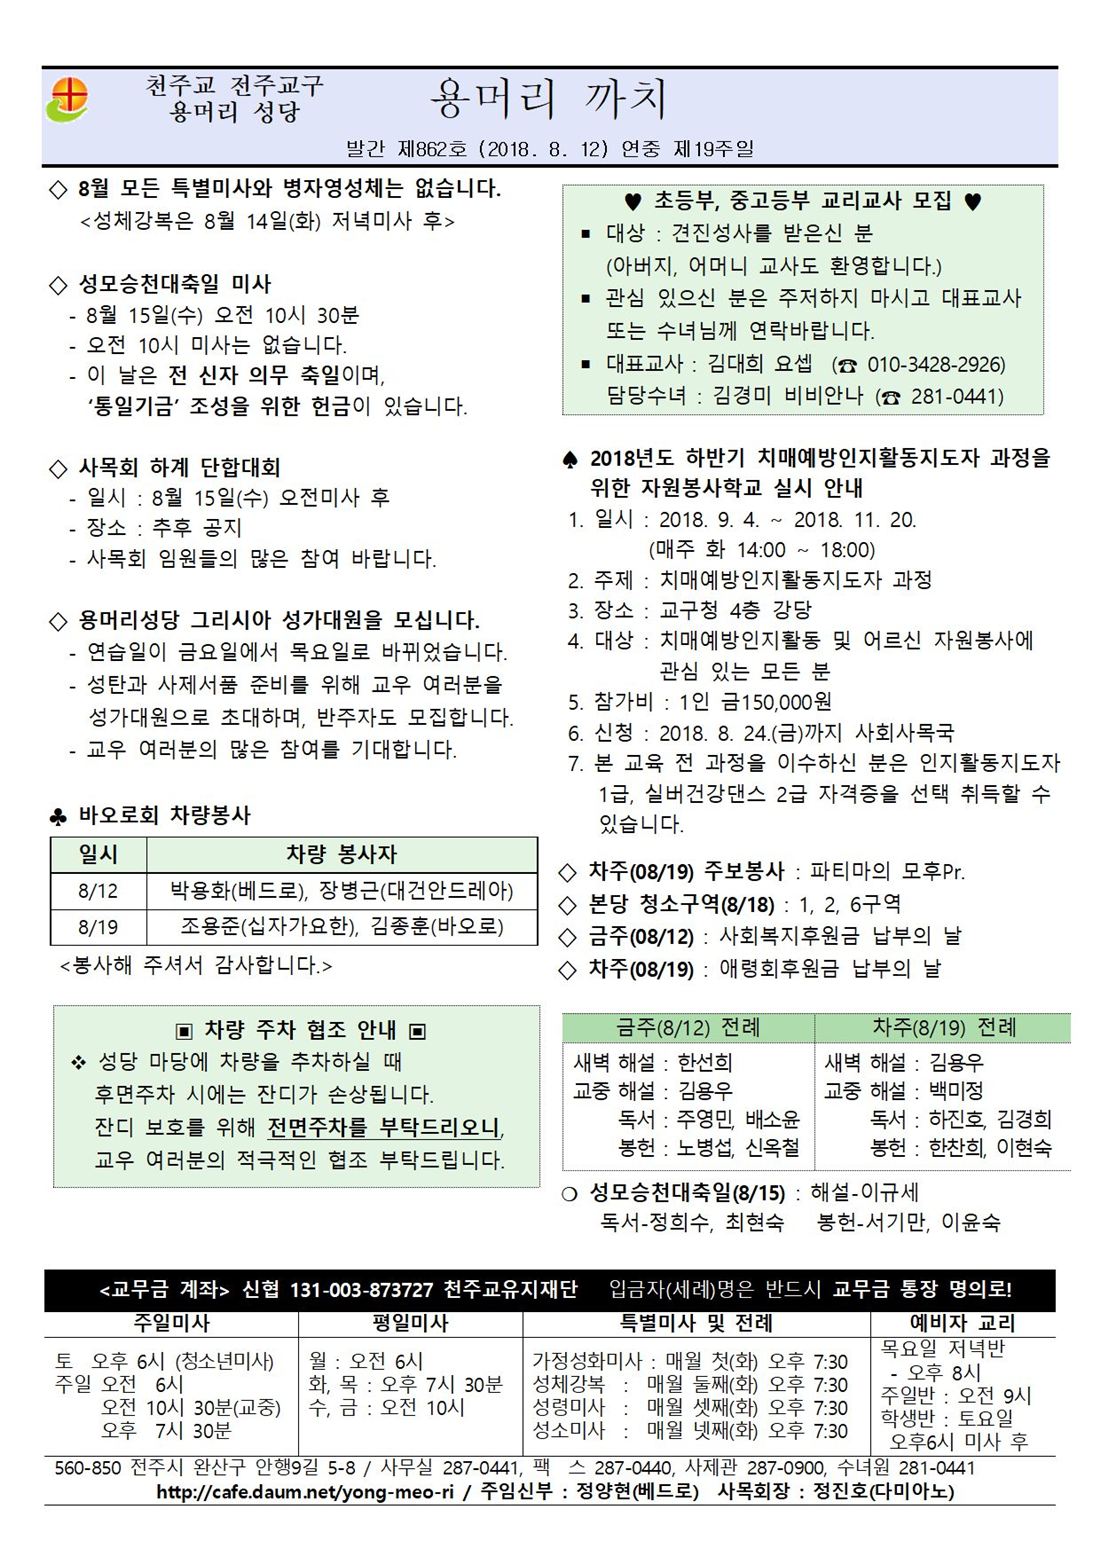 천주교 전주교구
용머리 성당
용머리 까치
발간 제862호 (2018. 8. 12) 연중 제19주일
◇ 8월 모든 특별미사와 병자영성체는 없습니다.
<성체강복은 8월 14일(화) 저녁미사 후>
◇ 성모승천대축일 미사
- 8월 15일(수) 오전 10시 30분
- 오전 10시 미사는 없습니다.
- 이 날은 전 신자 의무 축일이며,
‘통일기금’ 조성을 위한 헌금이 있습니다.
◇ 사목회 하계 단합대회
- 일시 : 8월 15일(수) 오전미사 후
- 장소 : 추후 공지
- 사목회 임원들의 많은 참여 바랍니다.
◇ 용머리성당 그리시아 성가대원을 모십니다.
- 연습일이 금요일에서 목요일로 바뀌었습니다.
- 성탄과 사제서품 준비를 위해 교우 여러분을
성가대원으로 초대하며, 반주자도 모집합니다.
- 교우 여러분의 많은 참여를 기대합니다.
♣ 바오로회 차량봉사
일시 차량 봉사자
8/12 박용화(베드로), 장병근(대건안드레아)
8/19 조용준(십자가요한), 김종훈(바오로)
<봉사해 주셔서 감사합니다.>
▣ 차량 주차 협조 안내 ▣
❖ 성당 마당에 차량을 추차하실 때
후면주차 시에는 잔디가 손상됩니다.
잔디 보호를 위해 전면주차를 부탁드리오니,
교우 여러분의 적극적인 협조 부탁드립니다.
♥ 초등부, 중고등부 교리교사 모집 ♥
▪ 대상 : 견진성사를 받은신 분
(아버지, 어머니 교사도 환영합니다.)
▪ 관심 있으신 분은 주저하지 마시고 대표교사
또는 수녀님께 연락바랍니다.
▪ 대표교사 : 김대희 요셉 (☎ 010-3428-2926)
담당수녀 : 김경미 비비안나 (☎ 281-0441)
♠ 2018년도 하반기 치매예방인지활동지도자 과정을
위한 자원봉사학교 실시 안내
1. 일시 : 2018. 9. 4. ~ 2018. 11. 20.
(매주 화 14:00 ~ 18:00)
2. 주제 : 치매예방인지활동지도자 과정
3. 장소 : 교구청 4층 강당
4. 대상 : 치매예방인지활동 및 어르신 자원봉사에
관심 있는 모든 분
5. 참가비 : 1인 금150,000원
6. 신청 : 2018. 8. 24.(금)까지 사회사목국
7. 본 교육 전 과정을 이수하신 분은 인지활동지도자
1급, 실버건강댄스 2급 자격증을 선택 취득할 수
있습니다.
◇ 차주(08/19) 주보봉사 : 파티마의 모후Pr.
◇ 본당 청소구역(8/18) : 1, 2, 6구역
◇ 금주(08/12) : 사회복지후원금 납부의 날
◇ 차주(08/19) : 애령회후원금 납부의 날
금주(8/12) 전례 차주(8/19) 전례
새벽 해설 : 한선희 새벽 해설 : 김용우
교중 해설 : 김용우 교중 해설 : 백미정
독서 : 주영민, 배소윤 독서 : 하진호, 김경희
봉헌 : 노병섭, 신옥철 봉헌 : 한찬희, 이현숙
❍ 성모승천대축일(8/15) : 해설-이규세
독서-정희수, 최현숙 봉헌-서기만, 이윤숙
<교무금 계좌> 신협 131-003-873727 천주교유지재단 입금자(세례)명은 반드시 교무금 통장 명의로!
주일미사 평일미사 특별미사 및 전례 예비자 교리
토 오후 6시 (청소년미사)
주일 오전 6시
오전 10시 30분(교중)
오후 7시 30분
월 : 오전 6시
화, 목 : 오후 7시 30분
수, 금 : 오전 10시
가정성화미사 : 매월 첫(화) 오후 7:30
성체강복 : 매월 둘째(화) 오후 7:30
성령미사 : 매월 셋째(화) 오후 7:30
성소미사 : 매월 넷째(화) 오후 7:30
목요일 저녁반
- 오후 8시
주일반 : 오전 9시
학생반 : 토요일
오후6시 미사 후
560-850 전주시 완산구 안행9길 5-8 / 사무실 287-0441, 팩 스 287-0440, 사제관 287-0900, 수녀원 281-0441
http://cafe.daum.net/yong-meo-ri / 주임신부 : 정양현(베드로) 사목회장 : 정진호(다미아노)